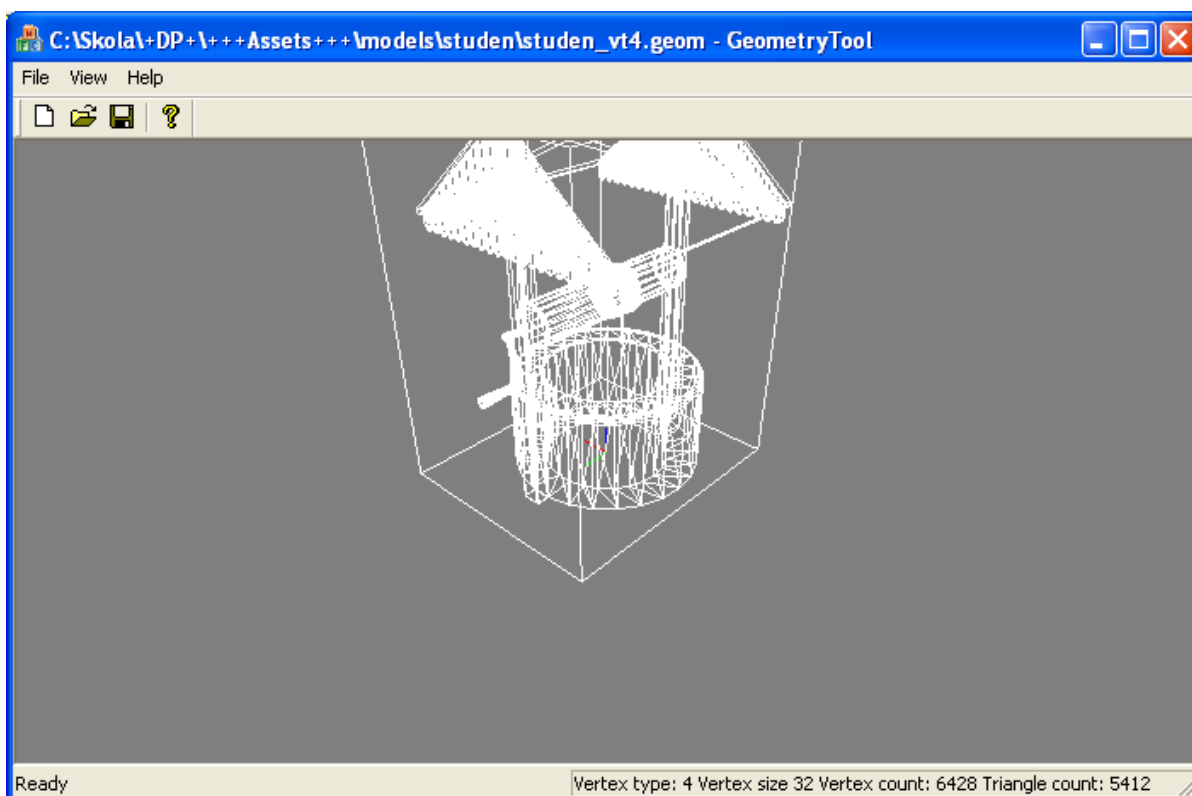 C:\Skola\+DP+\+++Assets+++\models\studen\studen_vt4.geom - GeometryTool
File View Help
Ready
Vertex type: 4 Vertex size 32 Vertex count: 6428 Triangle count: 5412